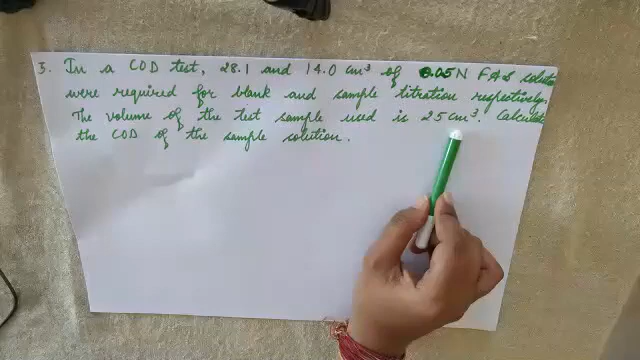 3. In a COD test, 28.1 and 14.0 cm³ of 0.05N FAS solution
were required for blank and sample titration respectively.
The volume of the test sample used is 25 cm³. Calculate
the COD of the sample solution.